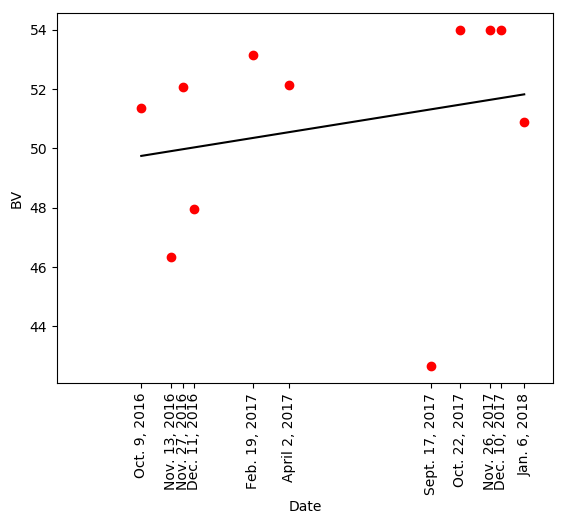 54
52
50
48
46
44
BV
Oct. 9, 2016
Nov. 13, 2016
Nov. 27, 2016
Dec. 11, 2016
Feb. 19, 2017
April 2, 2017
Sept. 17, 2017
Oct. 22, 2017
Nov. 26, 2017
Dec. 10, 2017
Jan. 6, 2018
Date